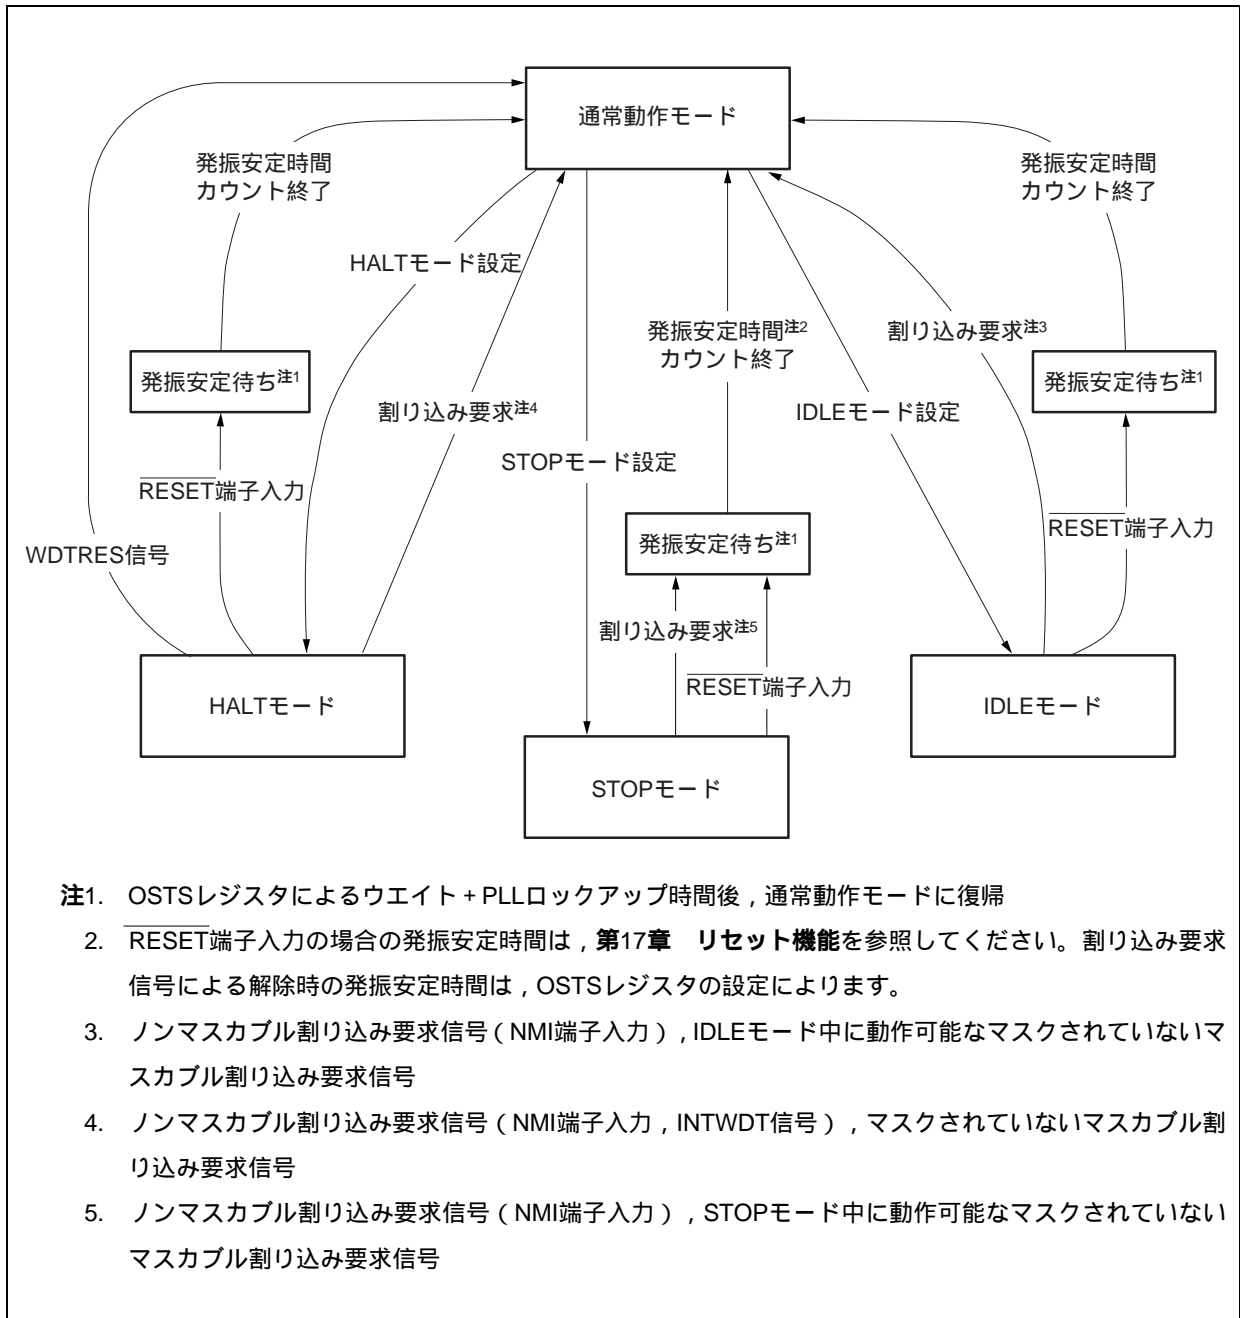 通常動作モード
発振安定時間
カウント終了
発振安定時間
カウント終了
HALTモード設定
発振安定時間注2
カウント終了
割り込み要求注3
発振安定待ち注1
発振安定待ち注1
割り込み要求注4
IDLEモード設定
STOPモード設定
RESET端子入力
RESET端子入力
WDTRES信号
発振安定待ち注1
割り込み要求注5
RESET端子入力
HALTモード
IDLEモード
STOPモード
注1. OSTSレジスタによるウエイト+PLLロックアップ時間後,通常動作モードに復帰
2. RESET端子入力の場合の発振安定時間は,第17章 リセット機能を参照してください。割り込み要求
信号による解除時の発振安定時間は,OSTSレジスタの設定によります。
3. ノンマスカブル割り込み要求信号(NMI端子入力),IDLEモード中に動作可能なマスクされていないマ
スカブル割り込み要求信号
4. ノンマスカブル割り込み要求信号(NMI端子入力,INTWDT信号),マスクされていないマスカブル割
り込み要求信号
5. ノンマスカブル割り込み要求信号(NMI端子入力),STOPモード中に動作可能なマスクされていない
マスカブル割り込み要求信号